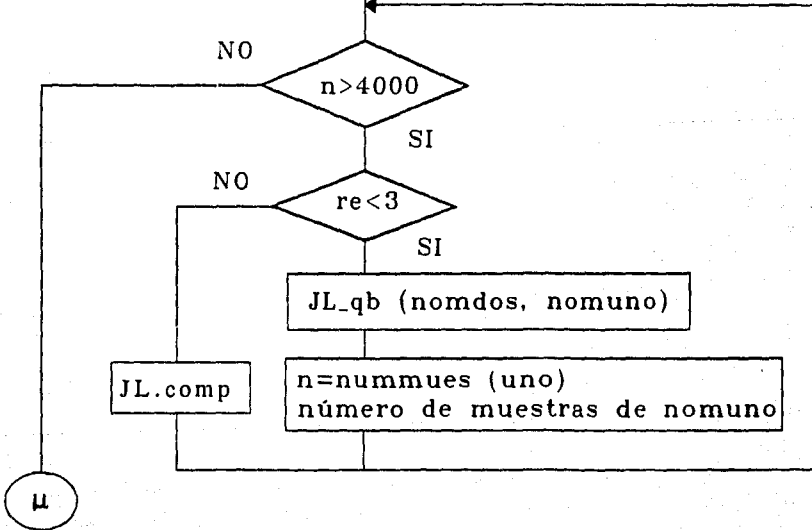 NO
n>4000
SI
NO
re<3
SI
JL_qb (nomdos, nomuno)
JL.comp
n=nummues (uno)
número de muestras de nomuno
μ